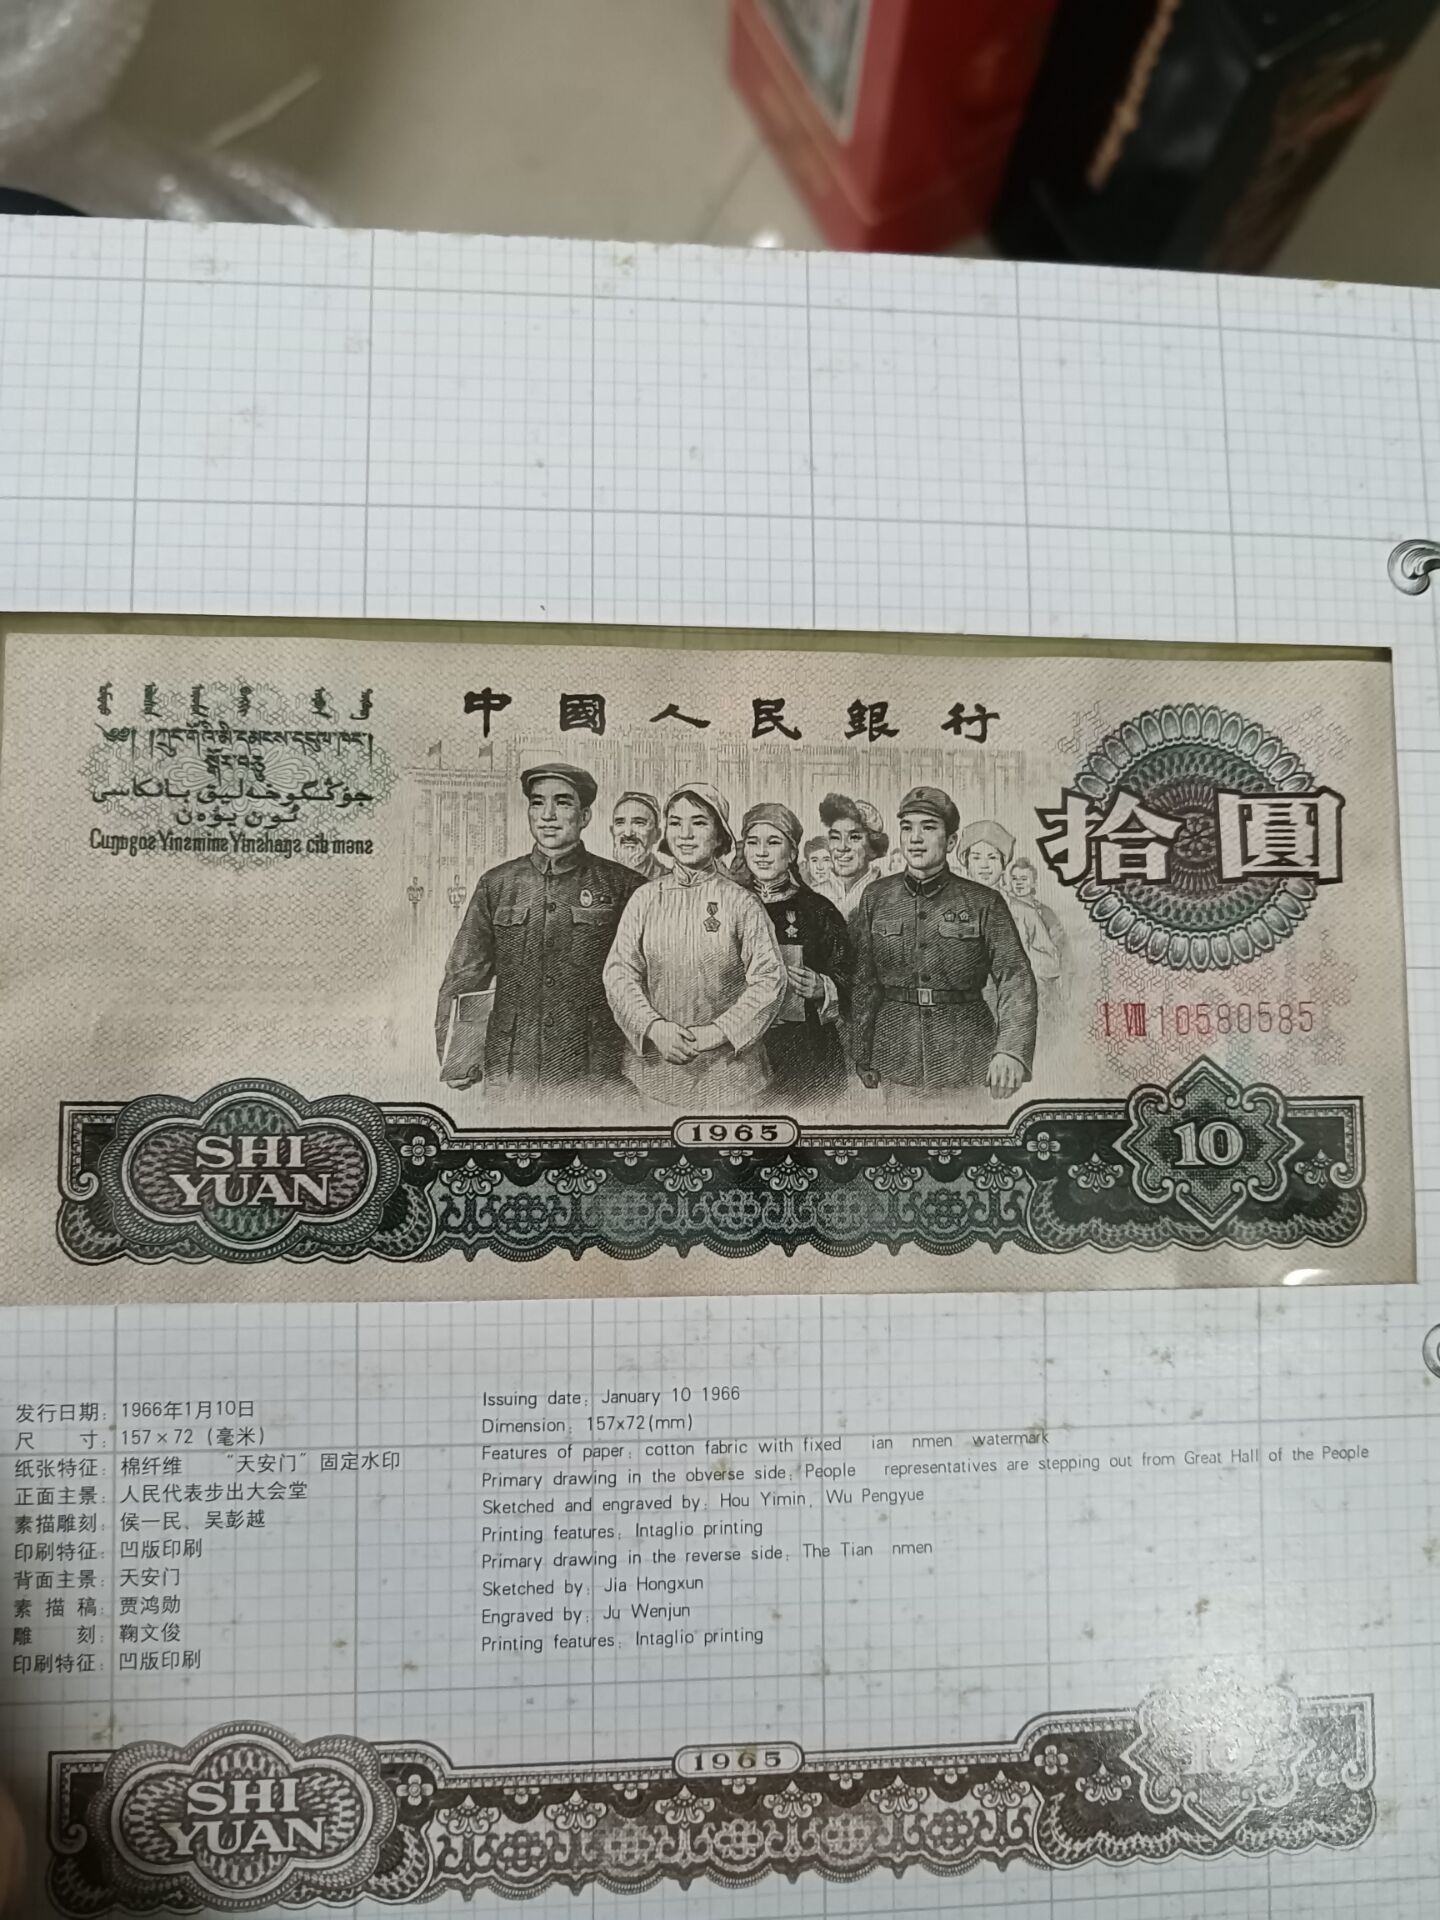 中國人民銀行
拾圓
Cuŋƣoƨ Yinƨminƨ Yinƨhaŋƨ cib mənƨ
I VIII 10580585
1965
SHI
YUAN
10
发行日期：1966年1月10日
尺 寸：157×72（毫米）
纸张特征：棉纤维 “天安门”固定水印
正面主景：人民代表步出大会堂
素描雕刻：侯一民、吴彭越
印刷特征：凹版印刷
背面主景：天安门
素 描 稿：贾鸿勋
雕 刻：鞠文俊
印刷特征：凹版印刷
Issuing date: January 10 1966
Dimension: 157x72(mm)
Features of paper: cotton fabric with fixed ian nmen watermark
Primary drawing in the obverse side: People representatives are stepping out from Great Hall of the People
Sketched and engraved by: Hou Yimin, Wu Pengyue
Printing features: Intaglio printing
Primary drawing in the reverse side: The Tian nmen
Sketched by: Jia Hongxun
Engraved by: Ju Wenjun
Printing features: Intaglio printing
1965
SHI
YUAN
10